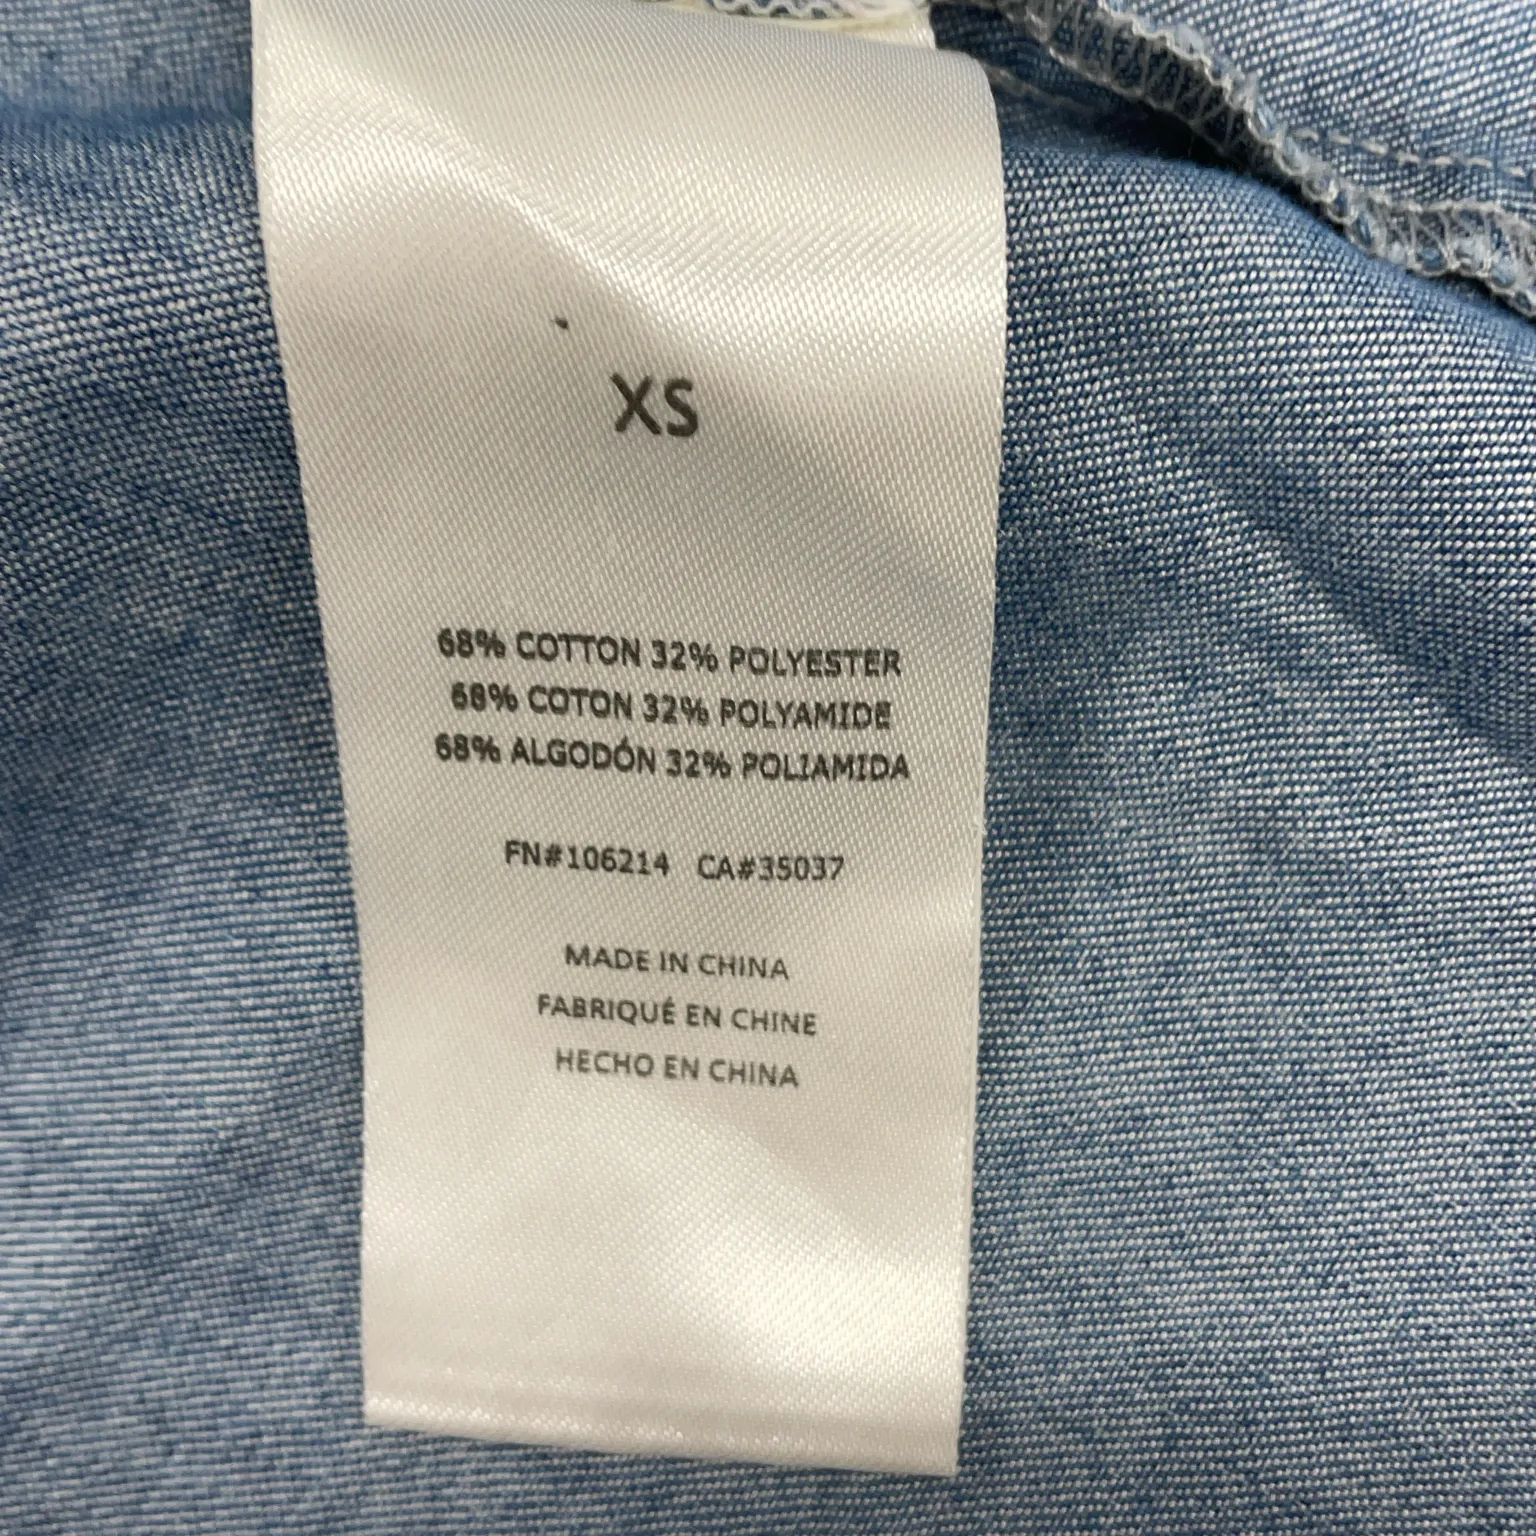 XS
68% COTTON 32% POLYESTER
68% COTON 32% POLYAMIDE
68% ALGODÓN 32% POLIAMIDA
FN#106214 CA#35037
MADE IN CHINA
FABRIQUÉ EN CHINE
HECHO EN CHINA